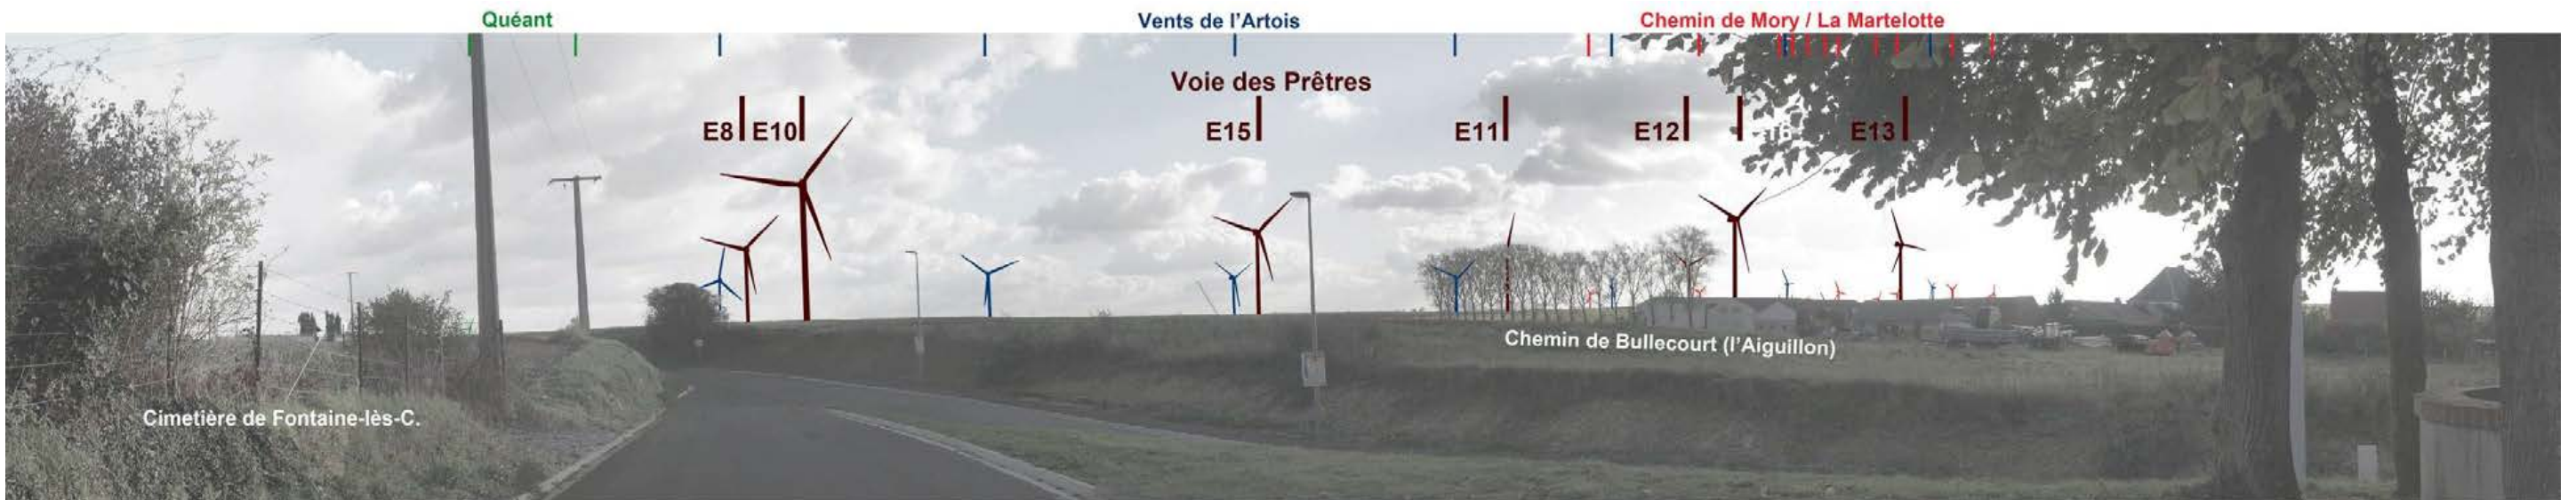 Quéant
Vents de l'Artois
Chemin de Mory / La Martelotte
Voie des Prêtres
E8 E10
E15
E11
E12
E13
Chemin de Bullecourt (l'Aiguillon)
Cimetière de Fontaine-lès-C.